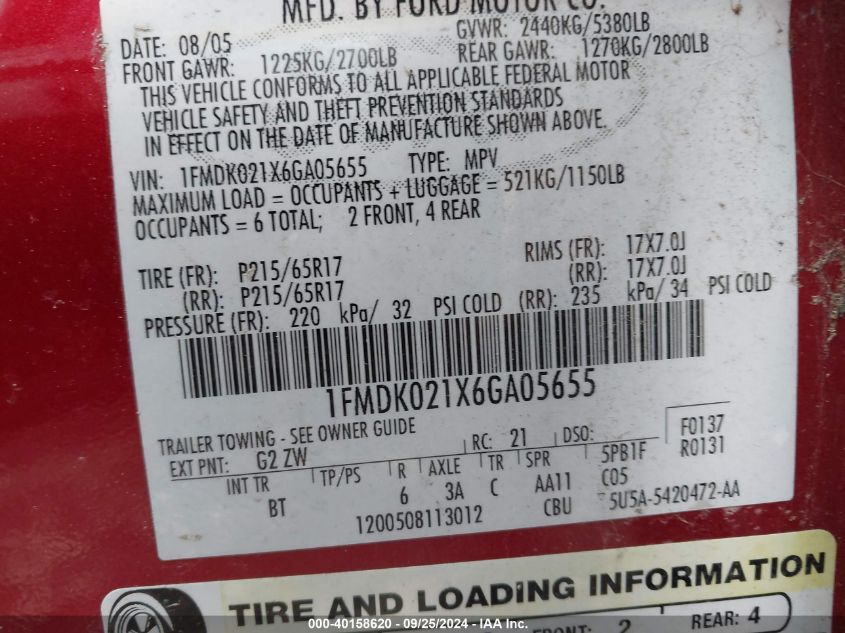 MFD. BY FORD MOTOR CO.
DATE: 08/05 GVWR: 2440KG/5380LB
FRONT GAWR: 1225KG/2700LB REAR GAWR: 1270KG/2800LB
THIS VEHICLE CONFORMS TO ALL APPLICABLE FEDERAL MOTOR
VEHICLE SAFETY AND THEFT PREVENTION STANDARDS
IN EFFECT ON THE DATE OF MANUFACTURE SHOWN ABOVE.
VIN: 1FMDK021X6GA05655 TYPE: MPV
MAXIMUM LOAD = OCCUPANTS + LUGGAGE = 521KG/1150LB
OCCUPANTS = 6 TOTAL; 2 FRONT, 4 REAR
TIRE (FR): P215/65R17 RIMS (FR): 17X7.0J
(RR): P215/65R17 (RR): 17X7.0J
PRESSURE (FR): 220 kPa/ 32 PSI COLD (RR): 235 kPa/ 34 PSI COLD
1FMDK021X6GA05655
TRAILER TOWING - SEE OWNER GUIDE
EXT PNT: G2 ZW RC: 21 DSO: F0137
R0131
INT TR TP/PS R AXLE TR SPR 5PB1F
BT 6 3A C AA11 C05
1200508113012 CBU 5U5A-5420472-AA
TIRE AND LOADING INFORMATION
FRONT: 2 REAR: 4
000-40158620 - 09/25/2024 - IAA Inc.